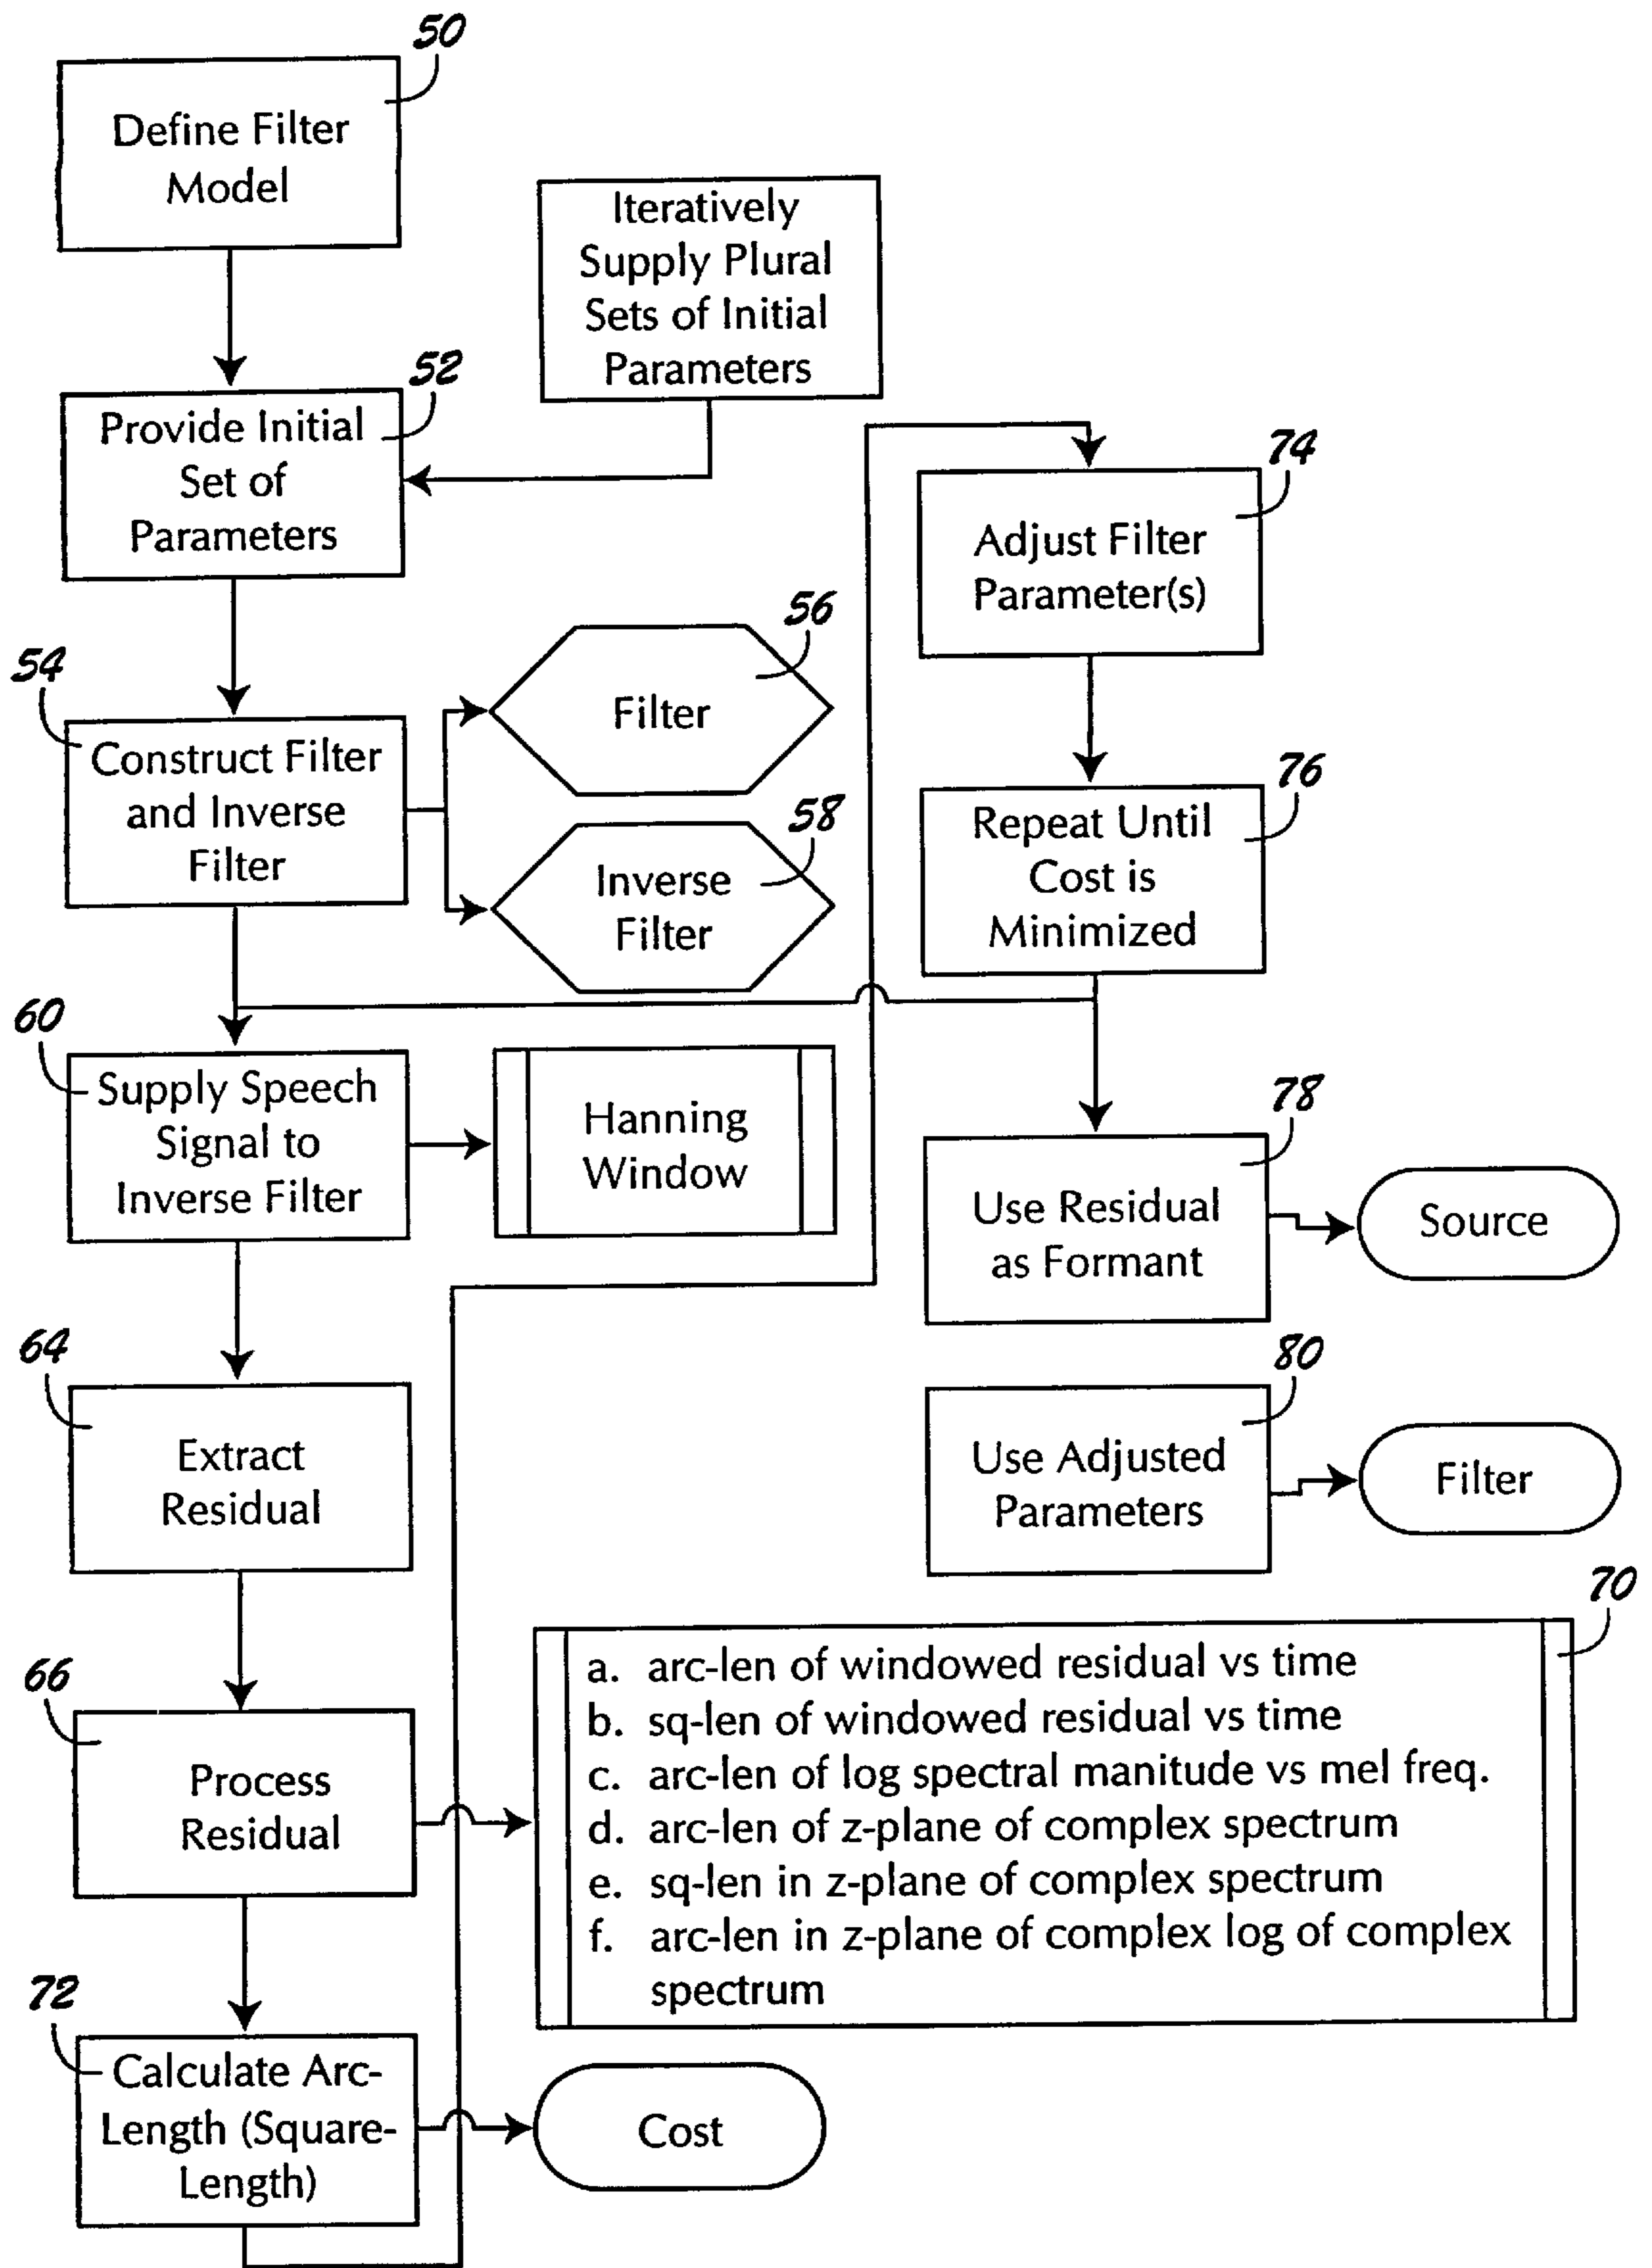 50
Define Filter
Model
Iteratively
Supply Plural
Sets of Initial
Parameters
52
Provide Initial
Set of
Parameters
54
Construct Filter
and Inverse
Filter
56
Filter
58
Inverse
Filter
60
Supply Speech
Signal to
Inverse Filter
Hanning
Window
64
Extract
Residual
66
Process
Residual
70
a. arc-len of windowed residual vs time
b. sq-len of windowed residual vs time
c. arc-len of log spectral manitude vs mel freq.
d. arc-len of z-plane of complex spectrum
e. sq-len in z-plane of complex spectrum
f. arc-len in z-plane of complex log of complex
spectrum
72
Calculate Arc-
Length (Square-
Length)
Cost
74
Adjust Filter
Parameter(s)
76
Repeat Until
Cost is
Minimized
78
Use Residual
as Formant
Source
80
Use Adjusted
Parameters
Filter